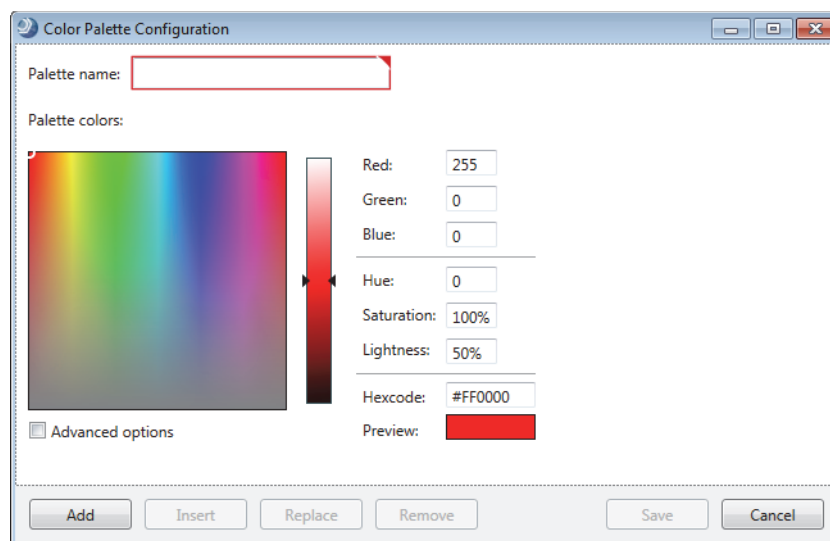 Color Palette Configuration
Palette name:
Palette colors:
Red: 255
Green: 0
Blue: 0
Hue: 0
Saturation: 100%
Lightness: 50%
Hexcode: #FF0000
Advanced options
Preview:
Add Insert Replace Remove Save Cancel